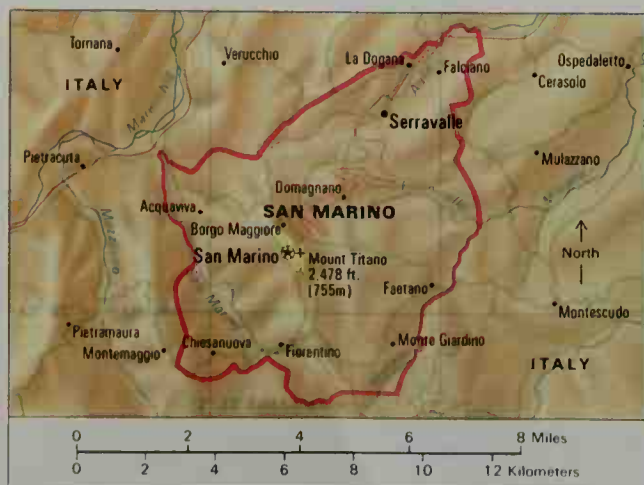 Tornana
Verucchio
La Dogana
Ospedaletto
ITALY
Falciano
Cerasolo
Serravalle
Pietracuta
Mulazzano
Domagnano
Acquaviva
SAN MARINO
Borgo Maggiore
San Marino
Mount Titano
2,478 ft.
(755m)
North
Faetano
Montescudo
Pietramaura
Montemaggio
Chiesanuova
Fiorentino
Monte Giardino
ITALY
0 2 4 6 8 Miles
0 2 4 6 8 10 12 Kilometers